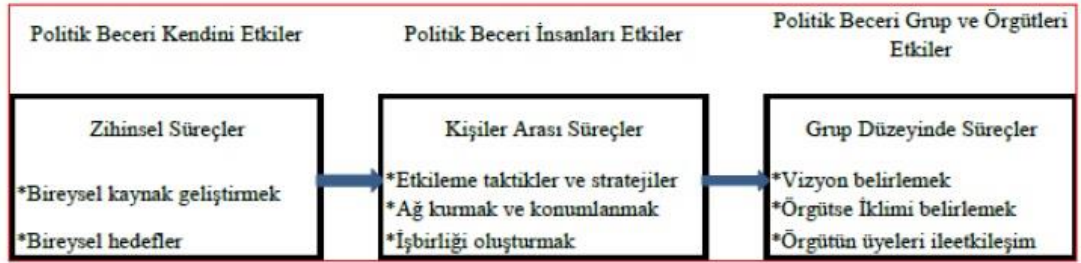 Politik Beceri Kendini Etkiler
Politik Beceri İnsanları Etkiler
Politik Beceri Grup ve Örgütleri
Etkiler
Zihinsel Süreçler
*Bireysel kaynak geliştirmek
*Bireysel hedefler
Kişiler Arası Süreçler
*Etkileme taktikler ve stratejiler
*Ağ kurmak ve konumlanmak
*İşbirliği oluşturmak
Grup Düzeyinde Süreçler
*Vizyon belirlemek
*Örgütse İklimi belirlemek
*Örgütün üyeleri ileetkileşim